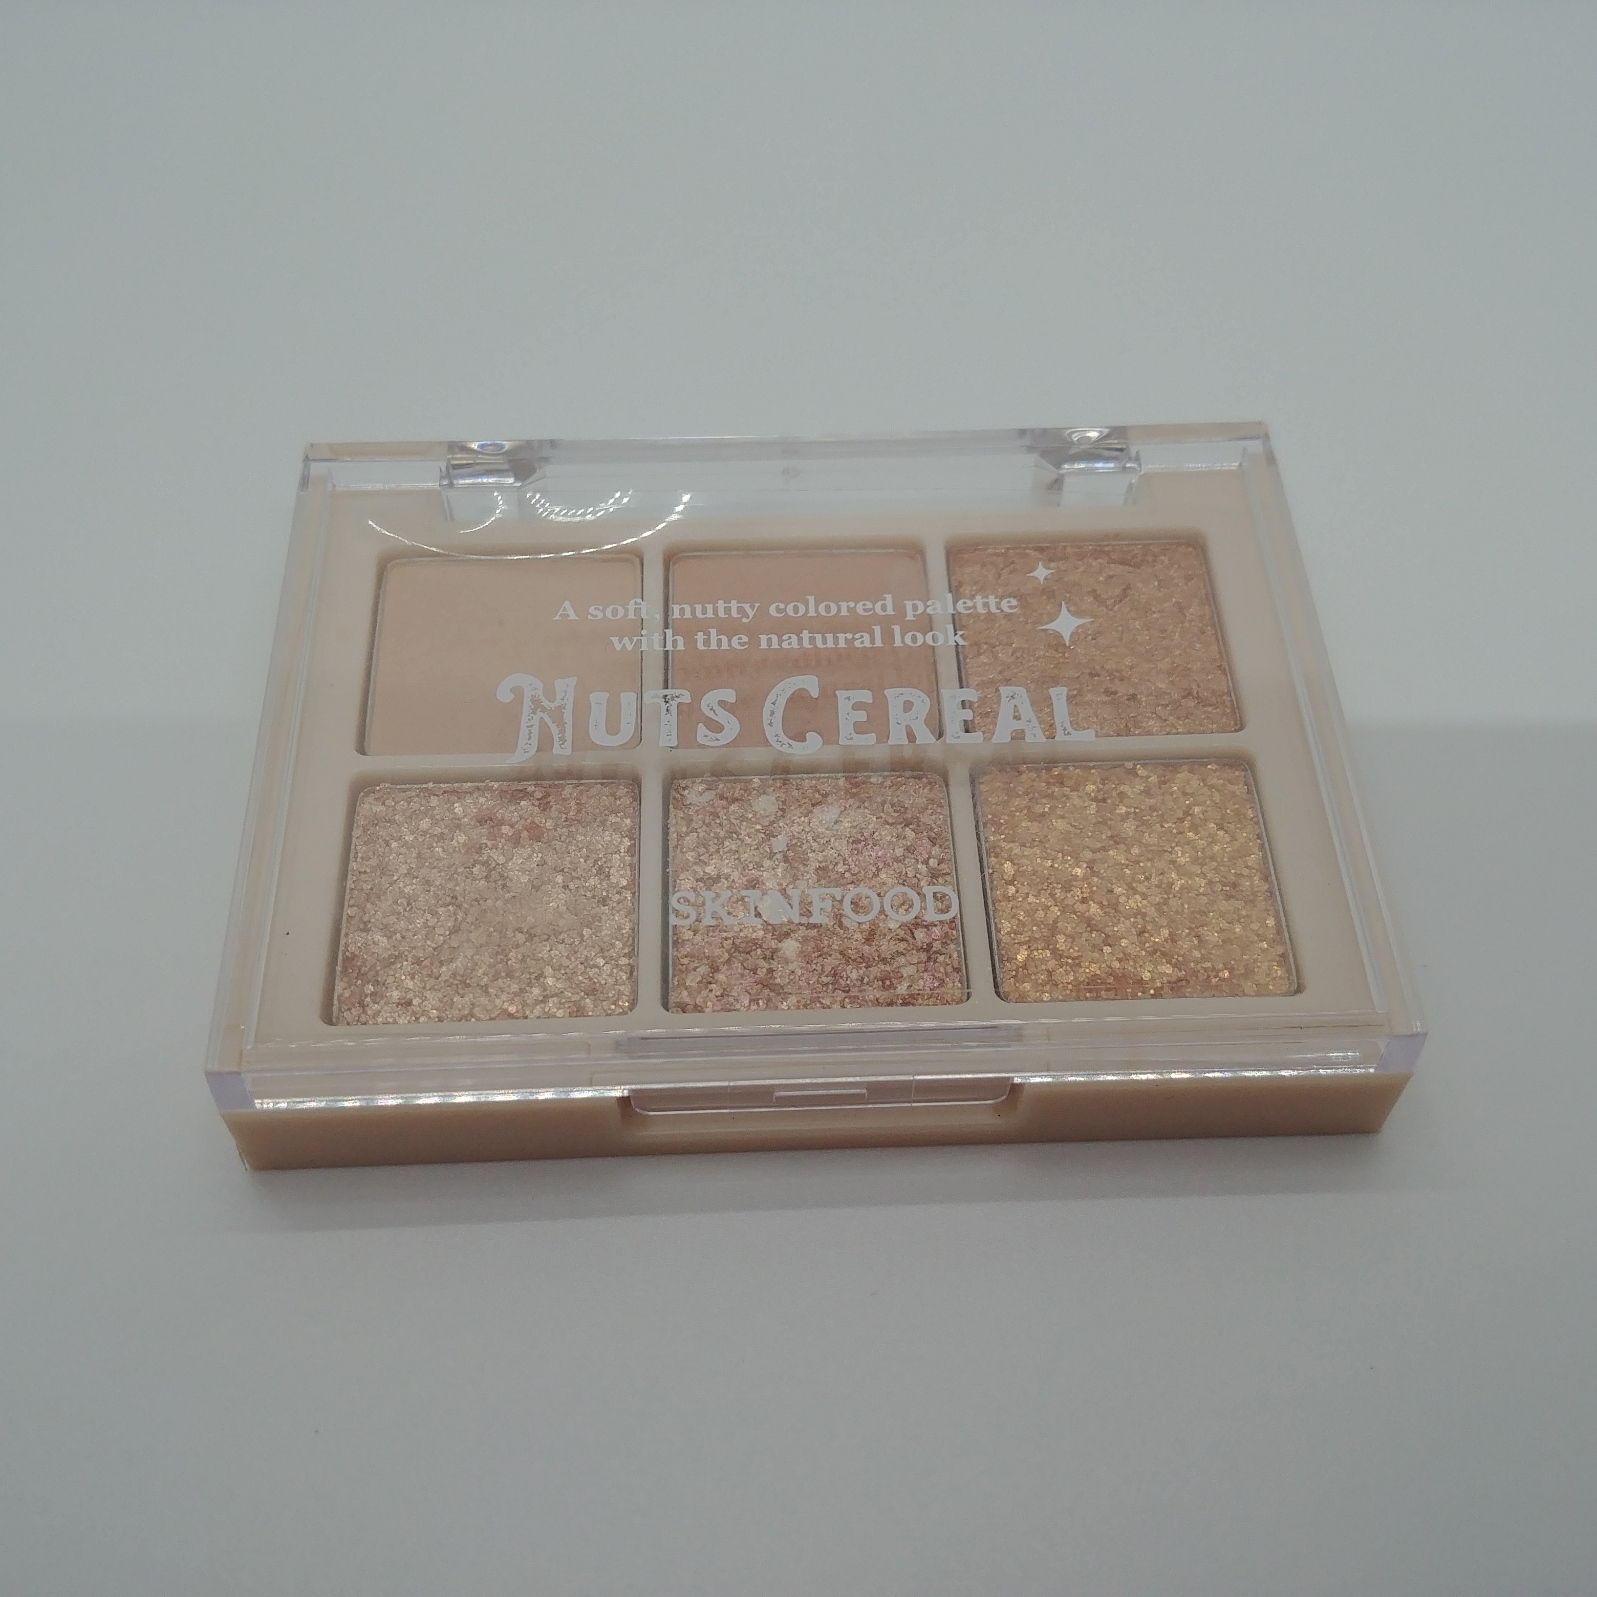 A soft, nutty colored palette
with the natural look
NUTS CEREAL
SKINFOOD